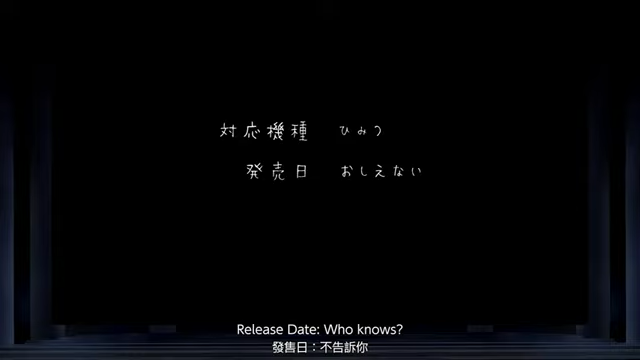 対応機種 ひみつ
発売日 おしえない
Release Date: Who knows?
發售日：不告訴你